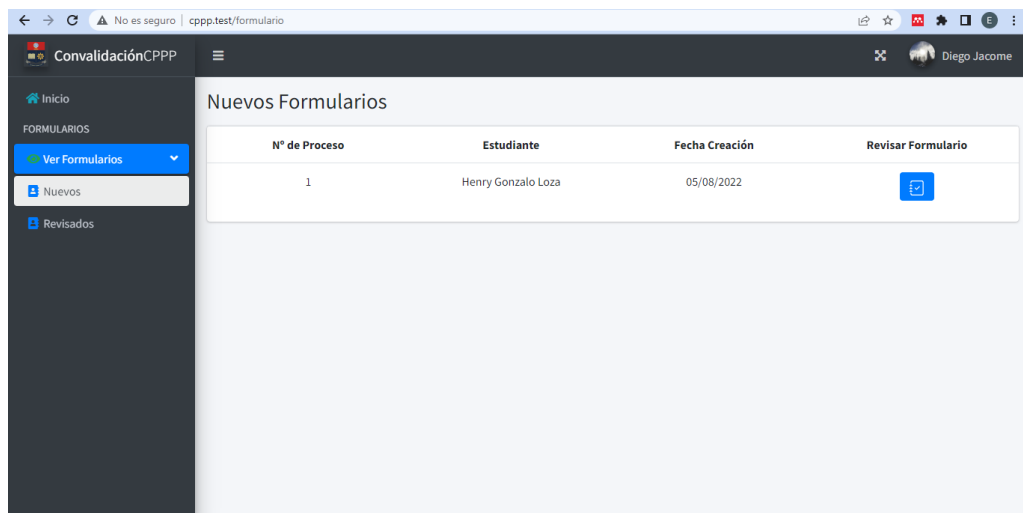 No es seguro | cppp.test/formulario
E
ConvalidaciónCPPP
Diego Jacome
Inicio
FORMULARIOS
Ver Formularios
Nuevos
Revisados
Nuevos Formularios
Nº de Proceso Estudiante Fecha Creación Revisar Formulario
1 Henry Gonzalo Loza 05/08/2022